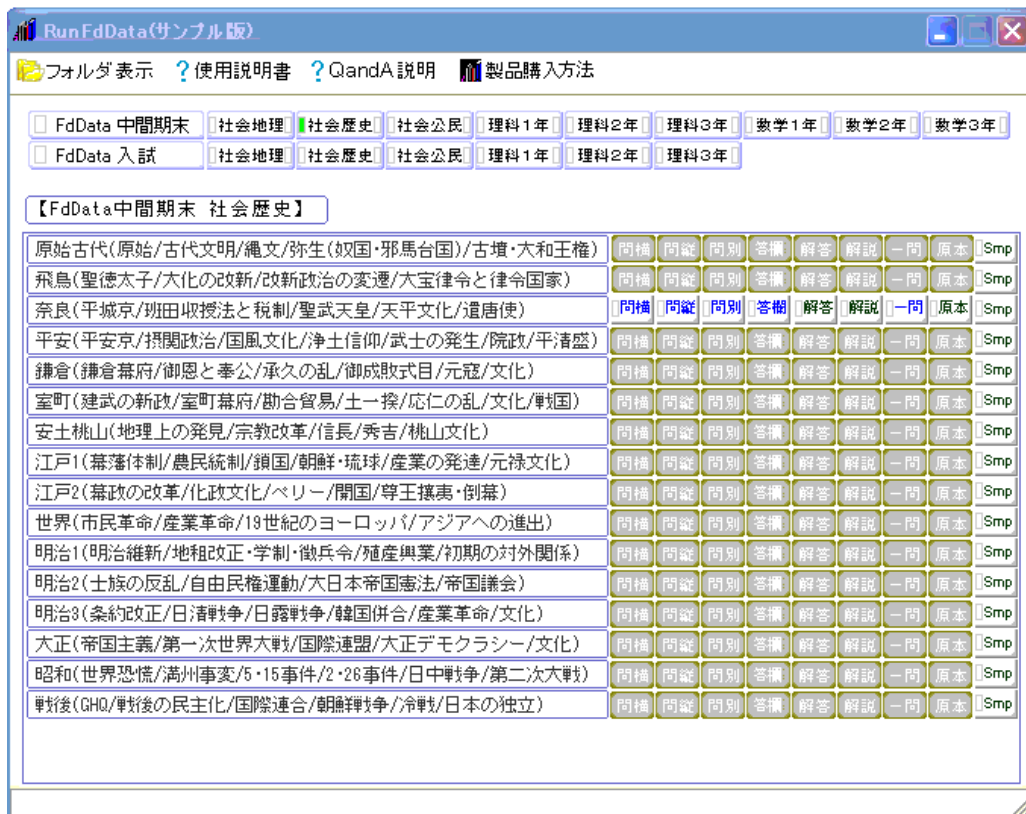 RunFdData(サンプル版)
フォルダ表示 ?使用説明書 ?QandA説明 製品購入方法
FdData 中間期末 社会地理 社会歴史 社会公民 理科1年 理科2年 理科3年 数学1年 数学2年 数学3年
FdData 入試 社会地理 社会歴史 社会公民 理科1年 理科2年 理科3年
【FdData中間期末 社会歴史】
原始古代(原始/古代文明/縄文/弥生(奴国・邪馬台国)/古墳・大和王権) 問横 問縦 問別 答欄 解答 解説 一問 原本 Smp
飛鳥(聖徳太子/大化の改新/改新政治の変遷/大宝律令と律令国家) 問横 問縦 問別 答欄 解答 解説 一問 原本 Smp
奈良(平城京/班田収授法と税制/聖武天皇/天平文化/遣唐使) 問横 問縦 問別 答欄 解答 解説 一問 原本 Smp
平安(平安京/摂関政治/国風文化/浄土信仰/武士の発生/院政/平清盛) 問横 問縦 問別 答欄 解答 解説 一問 原本 Smp
鎌倉(鎌倉幕府/御恩と奉公/承久の乱/御成敗式目/元寇/文化) 問横 問縦 問別 答欄 解答 解説 一問 原本 Smp
室町(建武の新政/室町幕府/勘合貿易/土一揆/応仁の乱/文化/戦国) 問横 問縦 問別 答欄 解答 解説 一問 原本 Smp
安土桃山(地理上の発見/宗教改革/信長/秀吉/桃山文化) 問横 問縦 問別 答欄 解答 解説 一問 原本 Smp
江戸1(幕藩体制/農民統制/鎖国/朝鮮・琉球/産業の発達/元禄文化) 問横 問縦 問別 答欄 解答 解説 一問 原本 Smp
江戸2(幕政の改革/化政文化/ペリー/開国/尊王攘夷・倒幕) 問横 問縦 問別 答欄 解答 解説 一問 原本 Smp
世界(市民革命/産業革命/19世紀のヨーロッパ/アジアへの進出) 問横 問縦 問別 答欄 解答 解説 一問 原本 Smp
明治1(明治維新/地租改正・学制・徴兵令/殖産興業/初期の対外関係) 問横 問縦 問別 答欄 解答 解説 一問 原本 Smp
明治2(士族の反乱/自由民権運動/大日本帝国憲法/帝国議会) 問横 問縦 問別 答欄 解答 解説 一問 原本 Smp
明治3(条約改正/日清戦争/日露戦争/韓国併合/産業革命/文化) 問横 問縦 問別 答欄 解答 解説 一問 原本 Smp
大正(帝国主義/第一次世界大戦/国際連盟/大正デモクラシー/文化) 問横 問縦 問別 答欄 解答 解説 一問 原本 Smp
昭和(世界恐慌/満州事変/5・15事件/2・26事件/日中戦争/第二次大戦) 問横 問縦 問別 答欄 解答 解説 一問 原本 Smp
戦後(GHQ/戦後の民主化/国際連合/朝鮮戦争/冷戦/日本の独立) 問横 問縦 問別 答欄 解答 解説 一問 原本 Smp